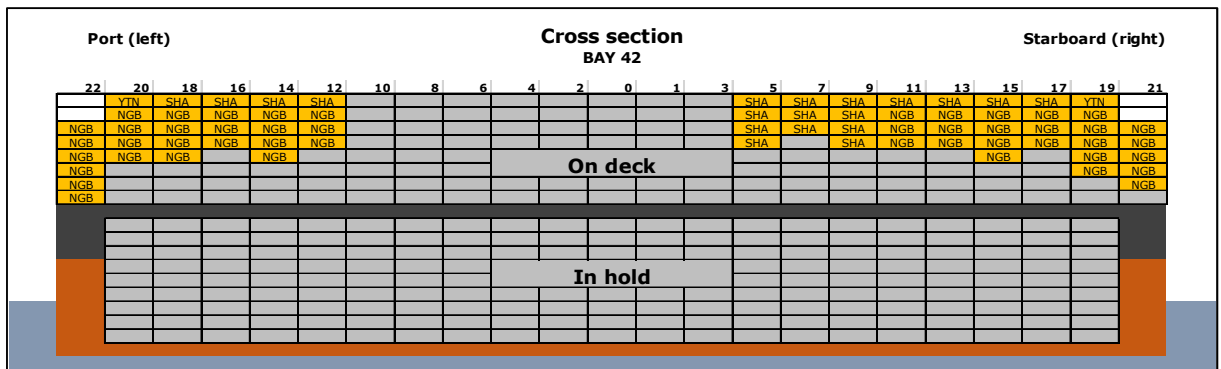 Port (left) Cross section Starboard (right)
BAY 42
22 20 18 16 14 12 10 8 6 4 2 0 1 3 5 7 9 11 13 15 17 19 21
YTN SHA SHA SHA SHA SHA SHA SHA SHA SHA SHA SHA YTN
NGB NGB NGB NGB NGB SHA SHA SHA NGB NGB NGB NGB NGB
NGB NGB NGB NGB NGB NGB SHA SHA SHA NGB NGB NGB NGB NGB NGB
NGB NGB NGB NGB NGB NGB SHA SHA NGB NGB NGB NGB NGB NGB
NGB NGB NGB NGB On deck NGB NGB NGB
NGB NGB NGB
NGB NGB
NGB
In hold